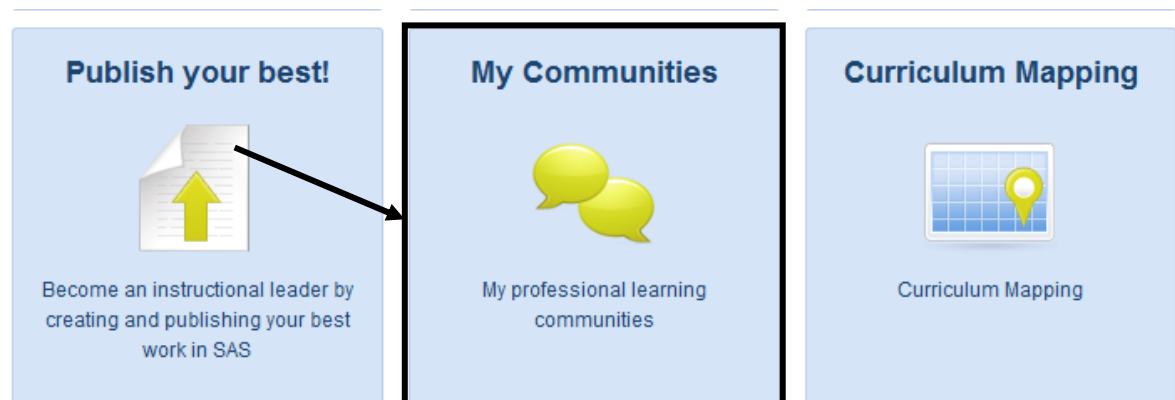 Publish your best!
Become an instructional leader by
creating and publishing your best
work in SAS
My Communities
My professional learning
communities
Curriculum Mapping
Curriculum Mapping